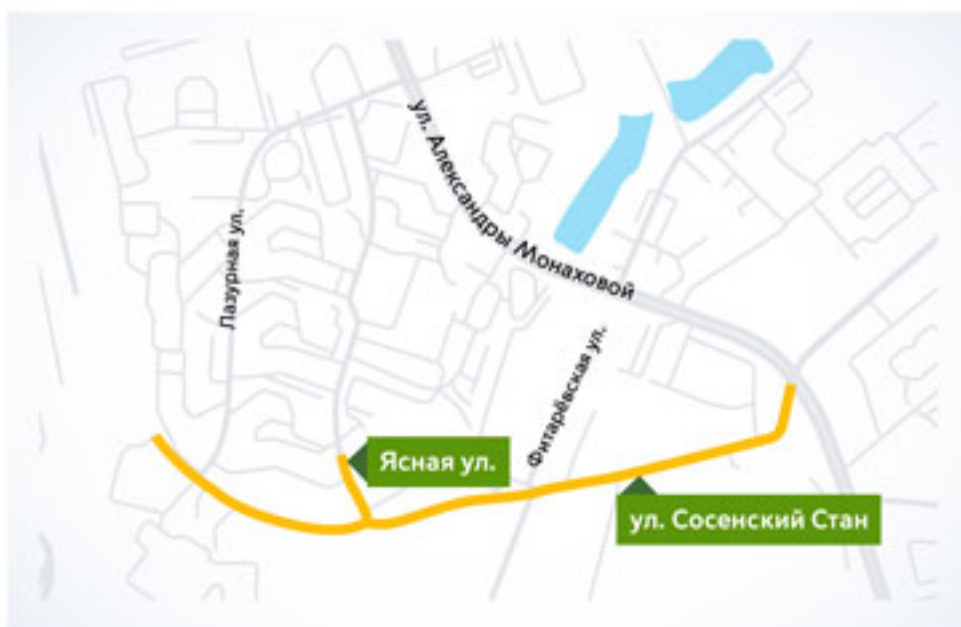 ул. Александры Монаховой
Лазурная ул.
Фитарёвская ул.
Ясная ул.
ул. Сосенский Стан